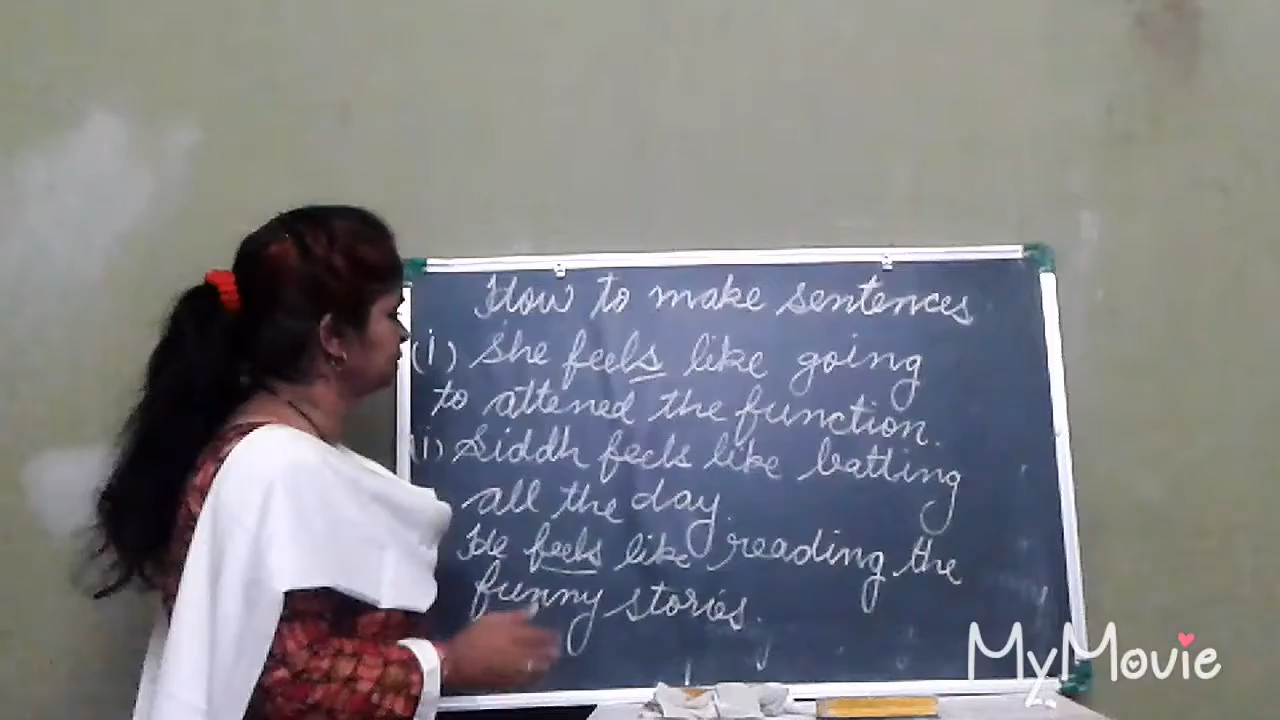 How to make sentences
(i) She feels like going
to attened the function.
(i) Siddh feels like batting
all the day.
He feels like reading the
funny stories.
MyMovie